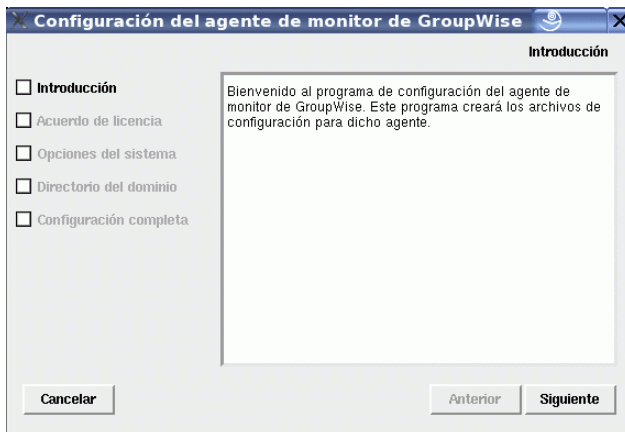 Configuración del agente de monitor de GroupWise
Introducción
Introducción
Acuerdo de licencia
Opciones del sistema
Directorio del dominio
Configuración completa
Bienvenido al programa de configuración del agente de
monitor de GroupWise. Este programa creará los archivos de
configuración para dicho agente.
Cancelar
Anterior
Siguiente